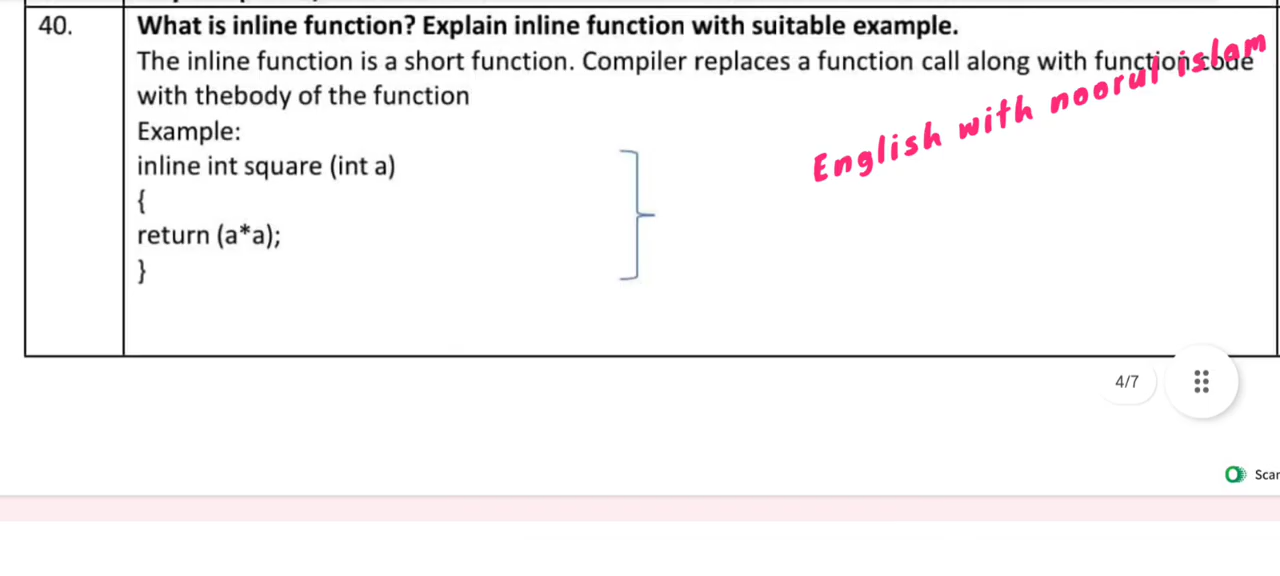 40.
What is inline function? Explain inline function with suitable example.
The inline function is a short function. Compiler replaces a function call along with function code
with thebody of the function
Example:
inline int square (int a)
{
return (a*a);
}
English with noorul islam
4/7
Scan